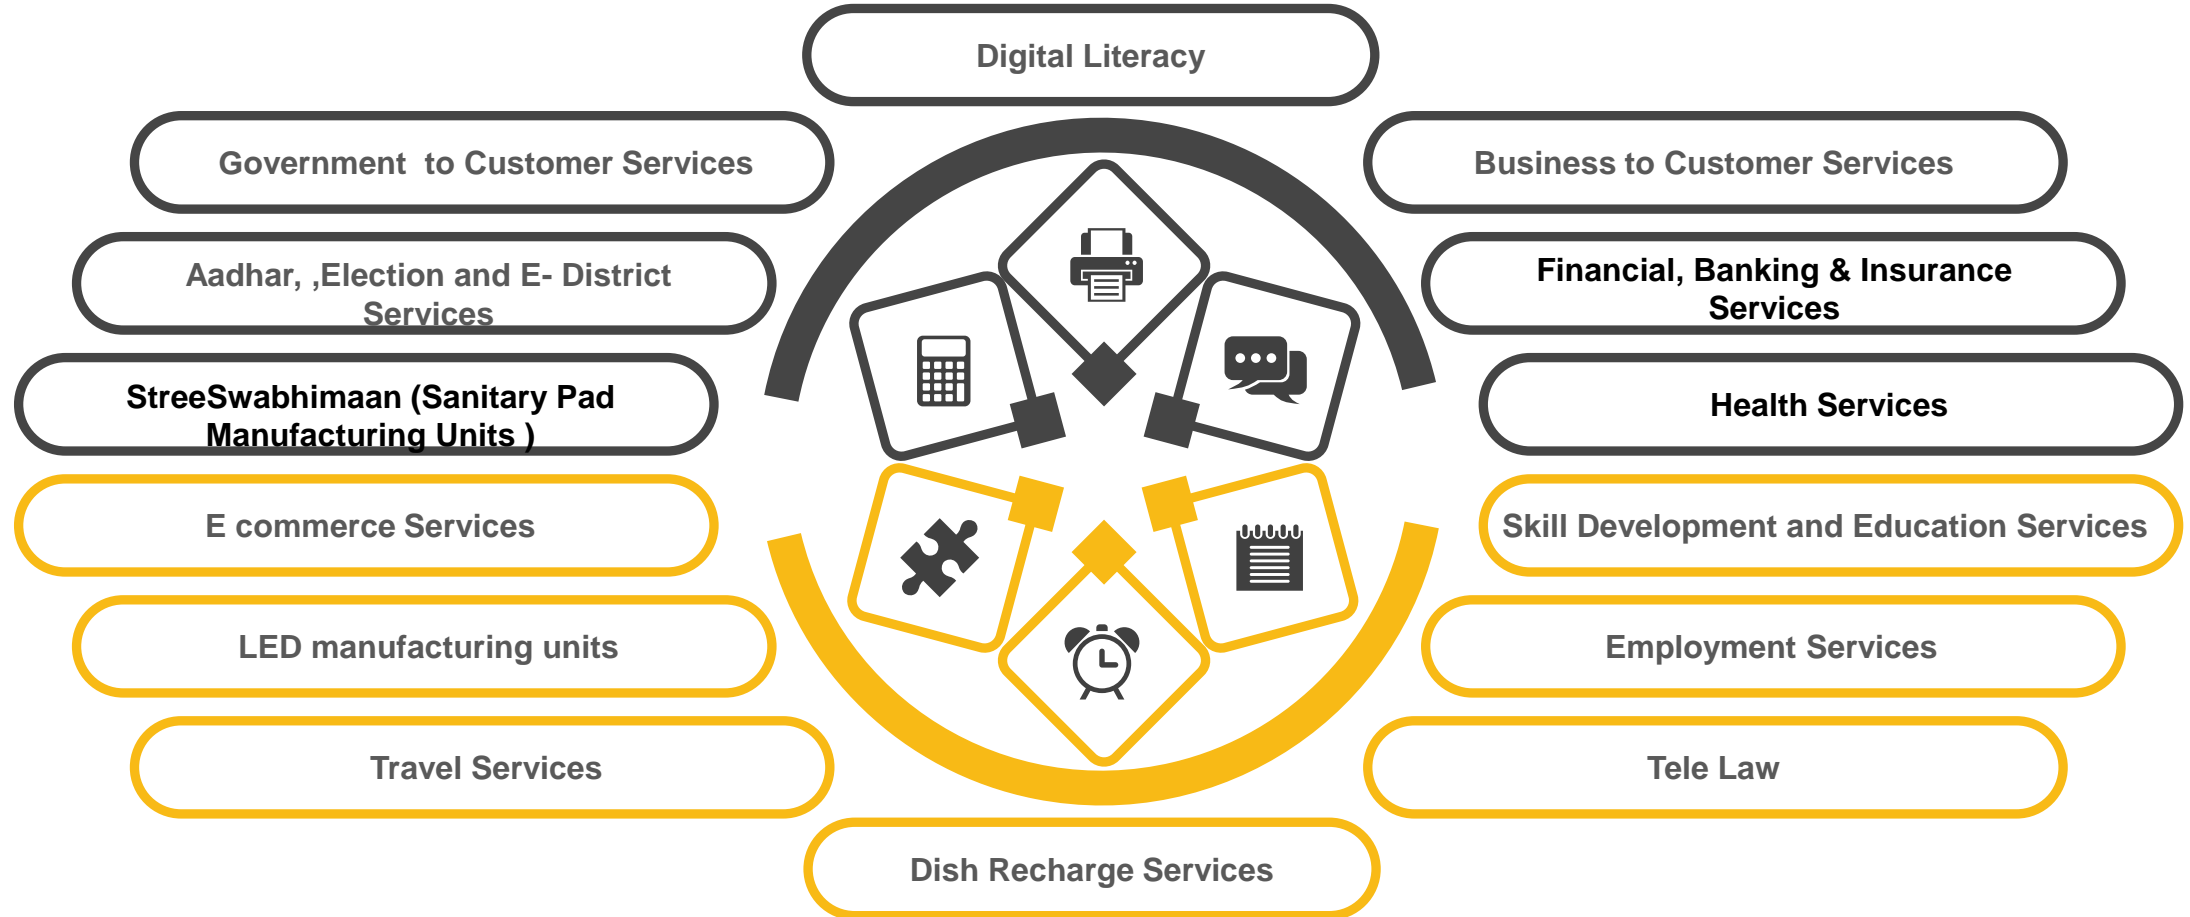 Digital Literacy
Government  to Customer Services
Business to Customer Services
Aadhar, ,Election and E- District
Services
Financial, Banking & Insurance
Services
StreeSwabhimaan (Sanitary Pad
Manufacturing Units )
Health Services
E commerce Services
Skill Development and Education Services
LED manufacturing units
Employment Services
Travel Services
Tele Law
Dish Recharge Services